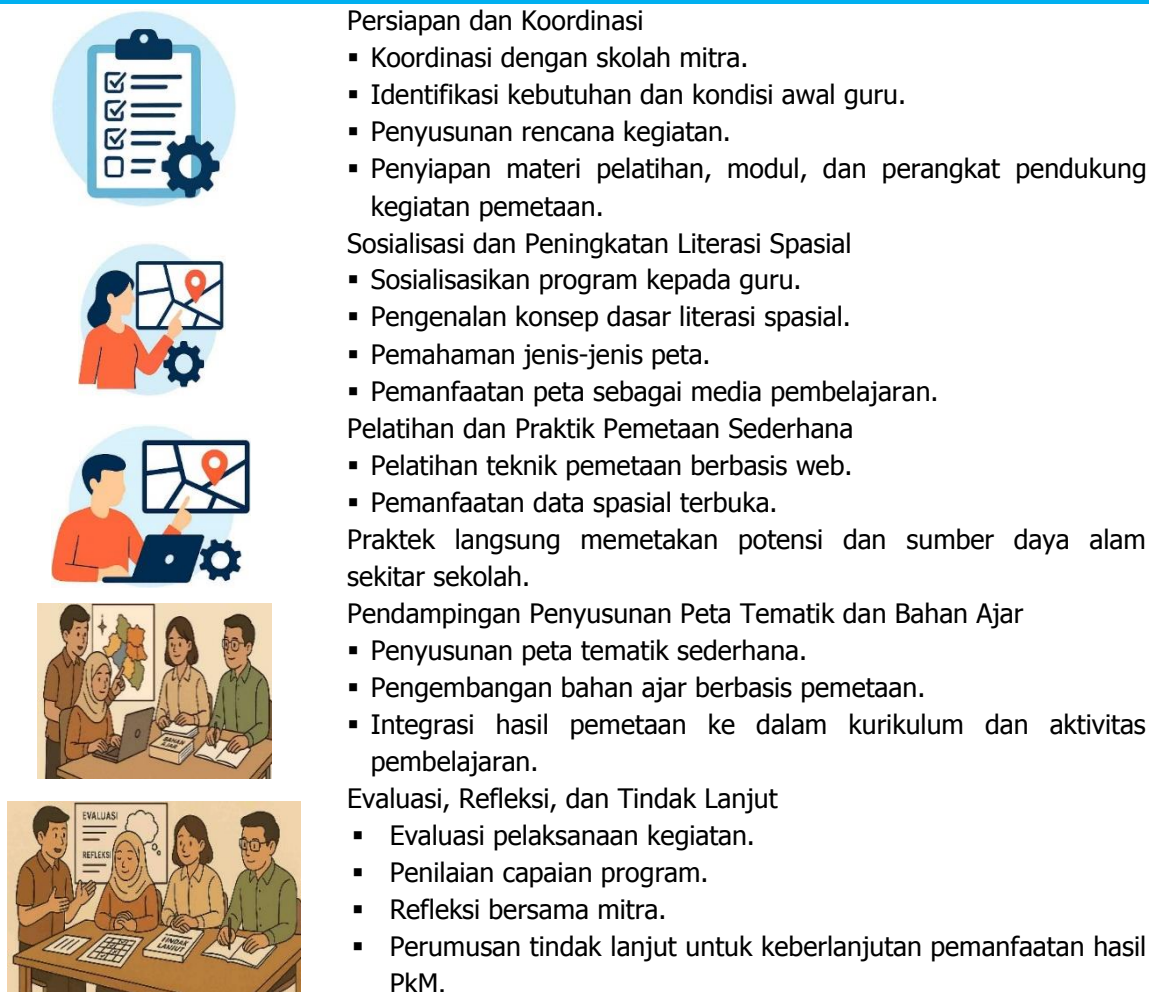 Persiapan dan Koordinasi
▪ Koordinasi dengan skolah mitra.
▪ Identifikasi kebutuhan dan kondisi awal guru.
▪ Penyusunan rencana kegiatan.
▪ Penyiapan materi pelatihan, modul, dan perangkat pendukung
kegiatan pemetaan.
Sosialisasi dan Peningkatan Literasi Spasial
▪ Sosialisasikan program kepada guru.
▪ Pengenalan konsep dasar literasi spasial.
▪ Pemahaman jenis-jenis peta.
▪ Pemanfaatan peta sebagai media pembelajaran.
Pelatihan dan Praktik Pemetaan Sederhana
▪ Pelatihan teknik pemetaan berbasis web.
▪ Pemanfaatan data spasial terbuka.
Praktek langsung memetakan potensi dan sumber daya alam
sekitar sekolah.
BAHAN
AJAR
Pendampingan Penyusunan Peta Tematik dan Bahan Ajar
▪ Penyusunan peta tematik sederhana.
▪ Pengembangan bahan ajar berbasis pemetaan.
▪ Integrasi hasil pemetaan ke dalam kurikulum dan aktivitas
pembelajaran.
EVALUASI
REFLEKSI
TINDAK
LANJUT
Evaluasi, Refleksi, dan Tindak Lanjut
▪ Evaluasi pelaksanaan kegiatan.
▪ Penilaian capaian program.
▪ Refleksi bersama mitra.
▪ Perumusan tindak lanjut untuk keberlanjutan pemanfaatan hasil
PkM.